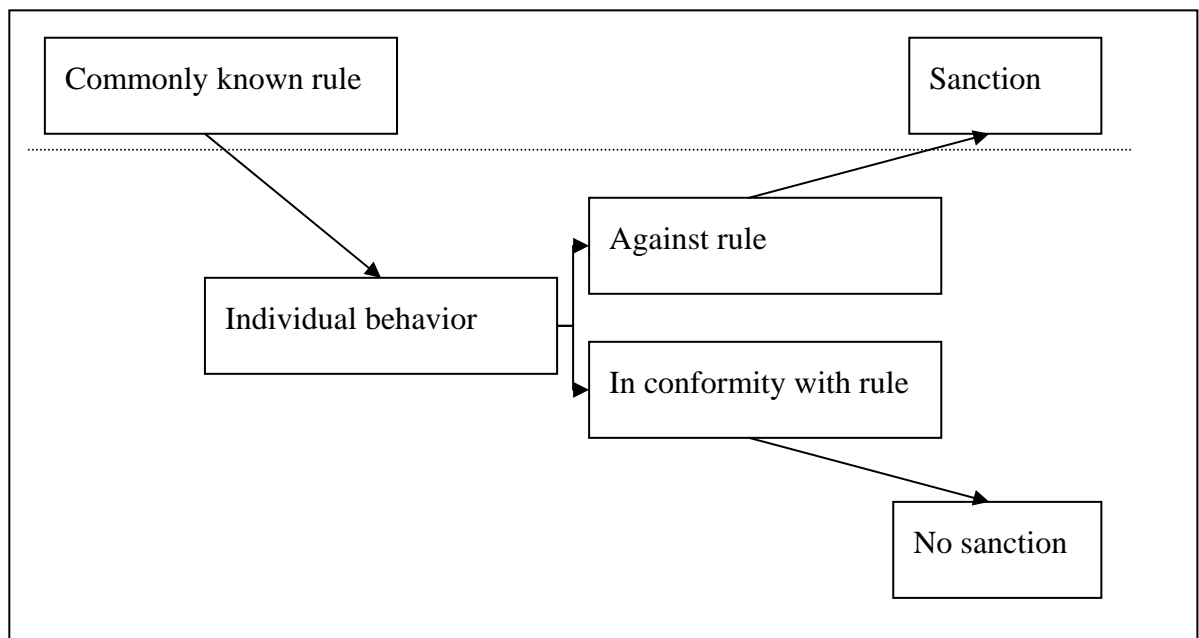 Commonly known rule
Sanction
Against rule
Individual behavior
In conformity with rule
No sanction